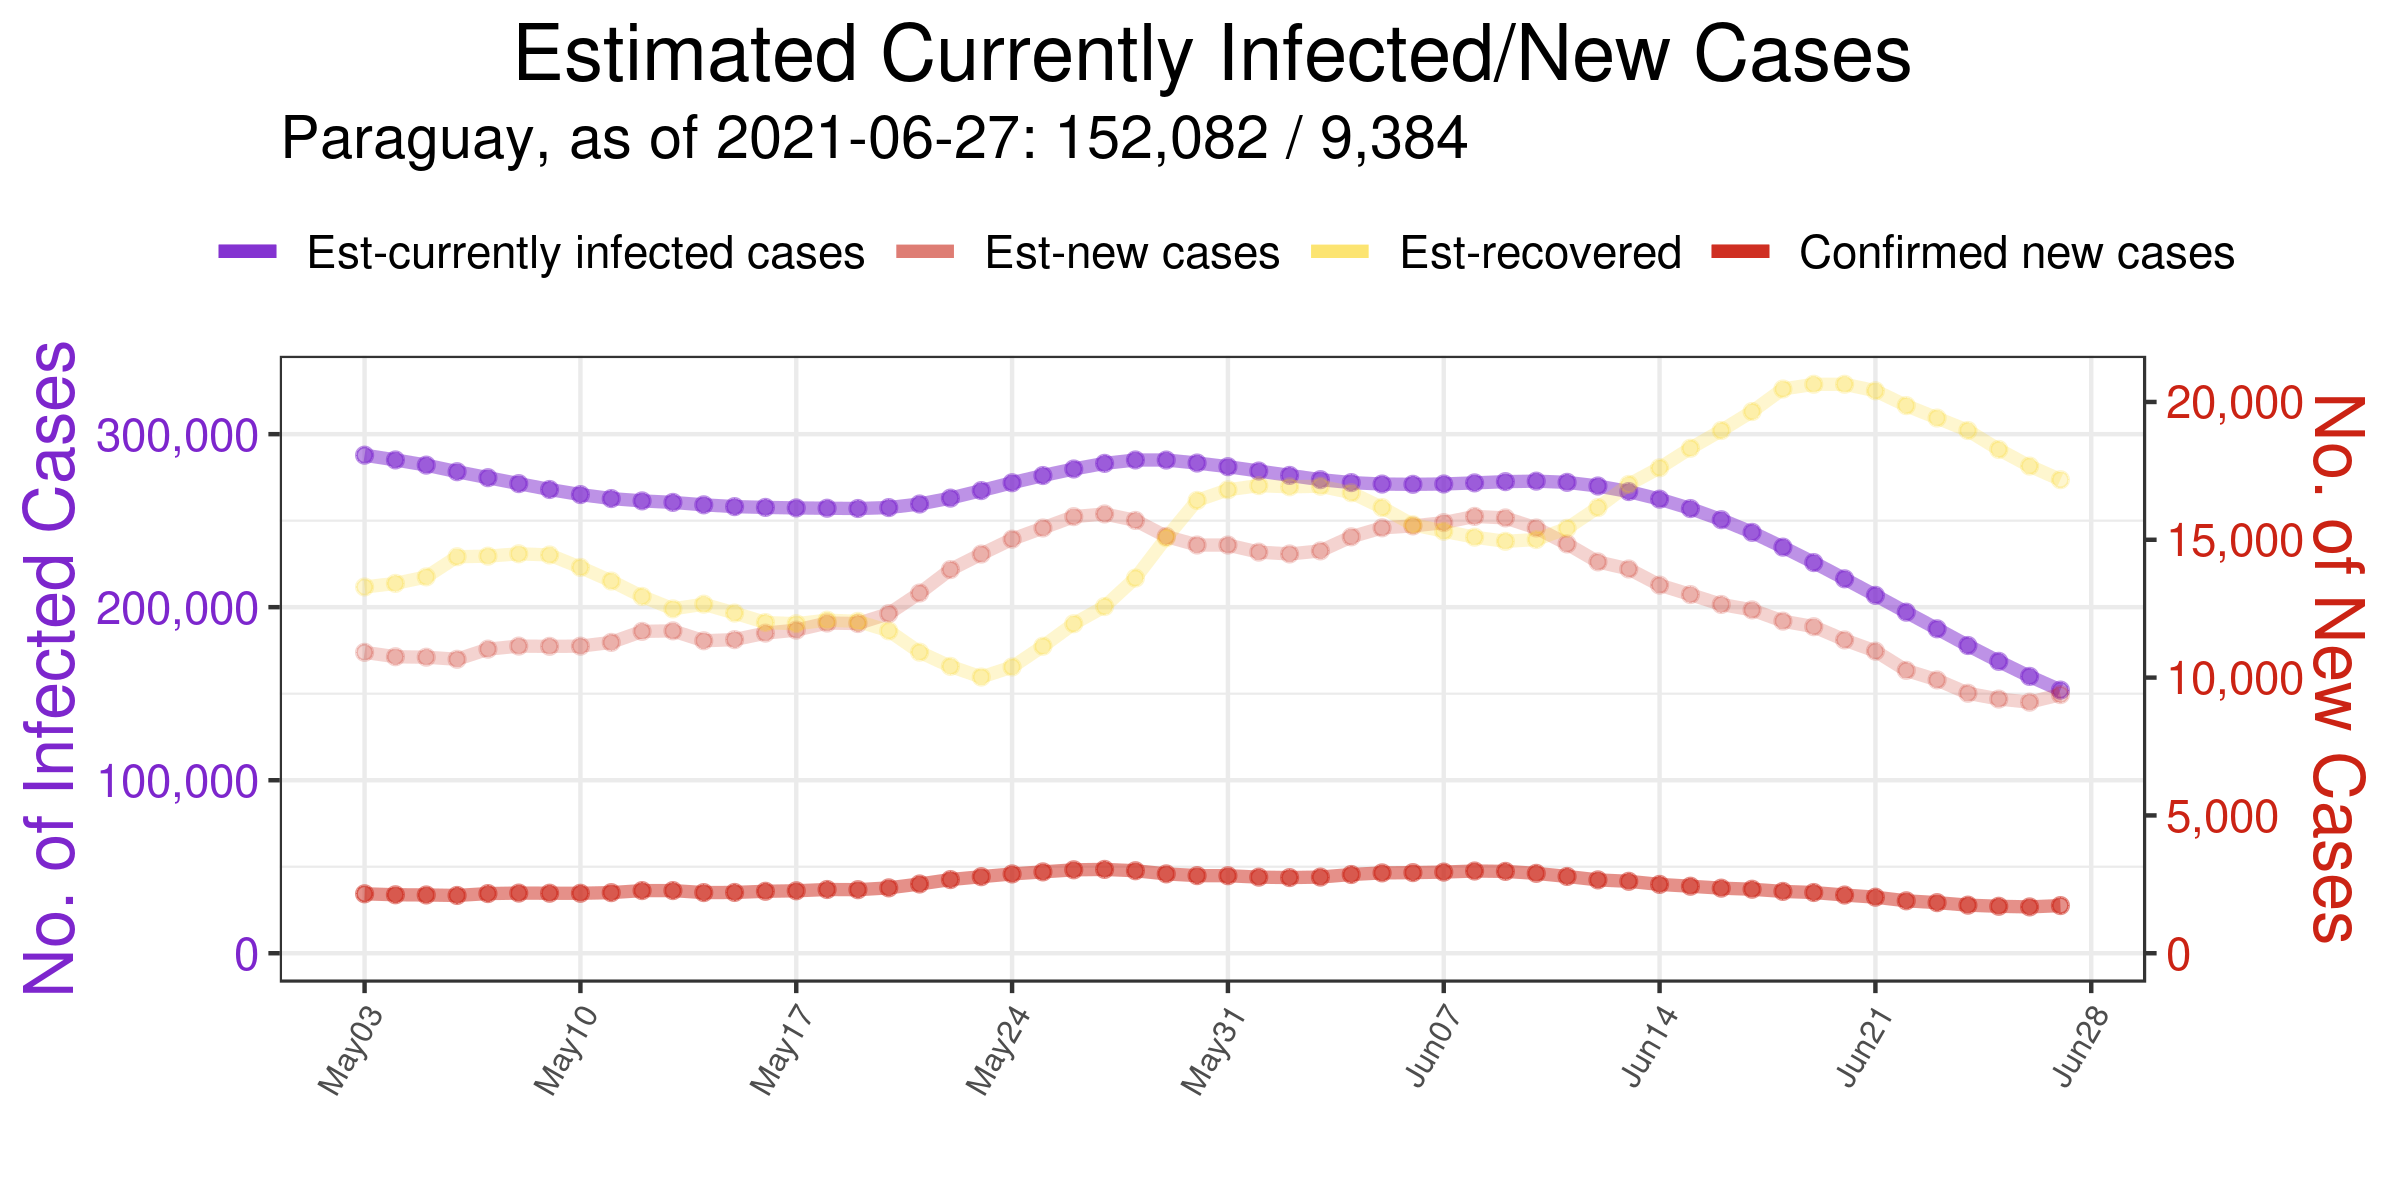 Estimated Currently Infected/New Cases
Paraguay, as of 2021-06-27: 152,082 / 9,384
Est-currently infected cases Est-new cases Est-recovered Confirmed new cases
No. of Infected Cases
300,000
200,000
100,000
0
20,000
15,000
10,000
5,000
0
No. of New Cases
May03 May10 May17 May24 May31 Jun07 Jun14 Jun21 Jun28